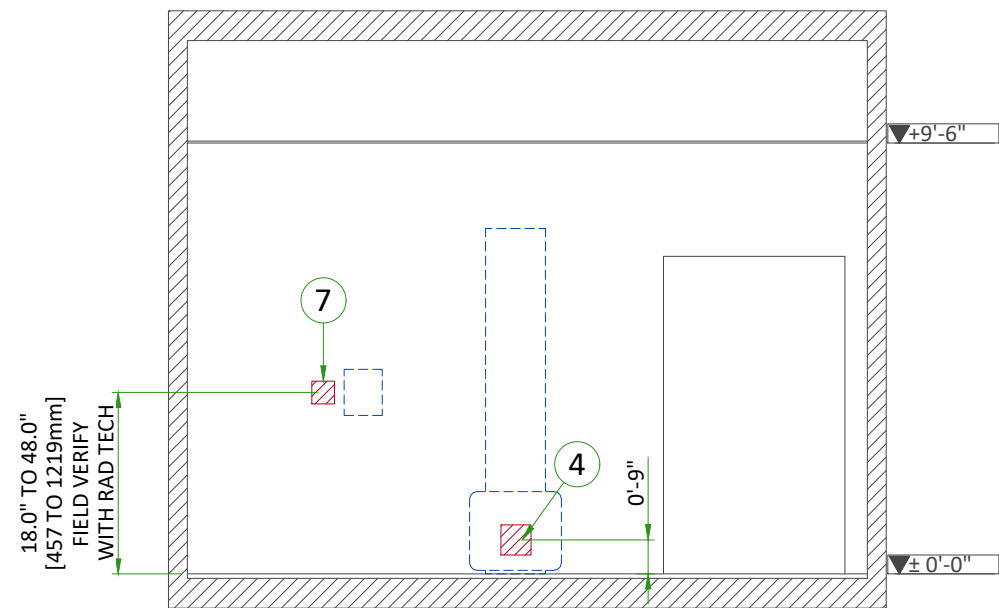 +9'-6"
7
18.0" TO 48.0"
[457 TO 1219mm]
FIELD VERIFY
WITH RAD TECH
4
0'-9"
± 0'-0"